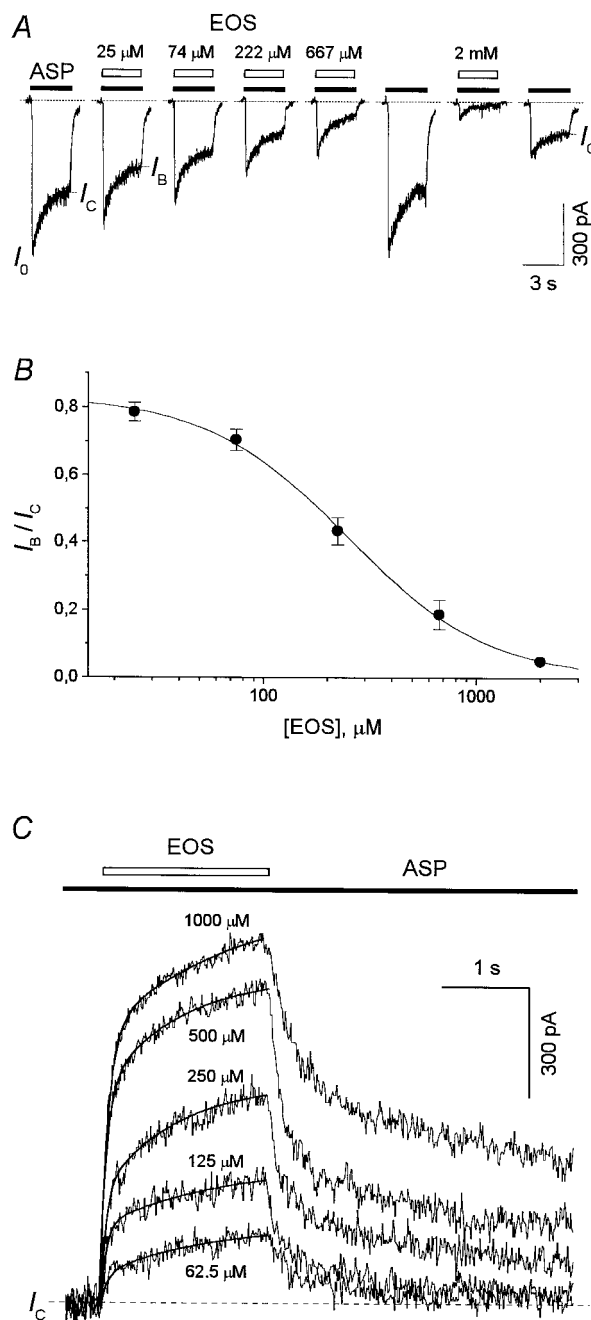 A
EOS
25 μM 74 μM 222 μM 667 μM 2 mM
ASP
I_C
I_B
I_0
I_C
300 pA
3 s
B
0,8
0,6
0,4
0,2
0,0
I_B / I_C
100 1000
[EOS], μM
C
EOS
ASP
1000 μM
500 μM
250 μM
125 μM
62.5 μM
1 s
300 pA
I_C